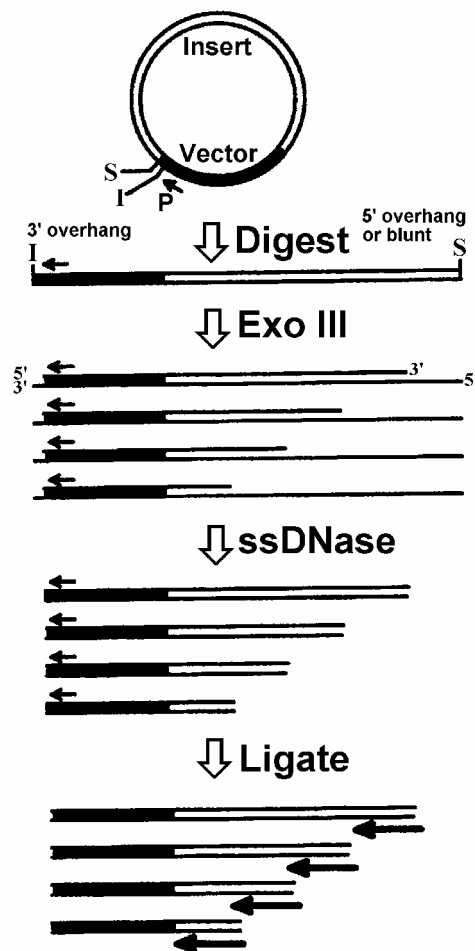 Insert
Vector
S
I
P
3' overhang
5' overhang
or blunt
I
S
Digest
Exo III
5'
3'
3'
5'
ssDNase
Ligate